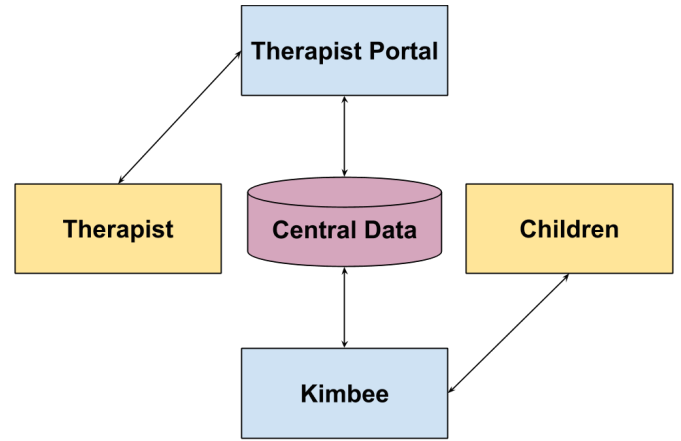 Therapist Portal
Therapist
Central Data
Children
Kimbee